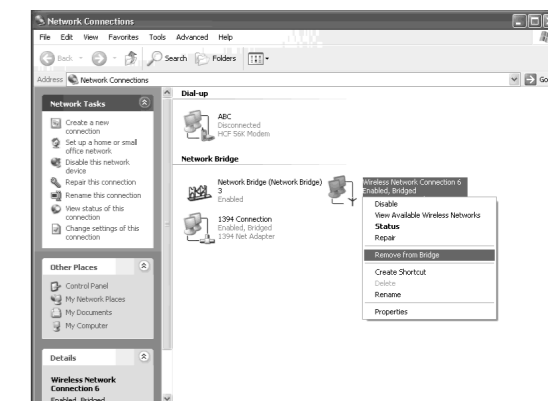 Network Connections
File Edit View Favorites Tools Advanced Help
Back Search Folders
Address Network Connections Go
Network Tasks
Create a new
connection
Set up a home or small
office network
Disable this network
device
Repair this connection
Rename this connection
View status of this
connection
Change settings of this
connection
Other Places
Control Panel
My Network Places
My Documents
My Computer
Details
Wireless Network
Connection 6
Enabled, Bridged
Dial-up
ABC
Disconnected
HCF 56K Modem
Network Bridge
Network Bridge (Network Bridge)
3
Enabled
1394 Connection
Enabled, Bridged
1394 Net Adapter
Wireless Network Connection 6
Enabled, Bridged
Disable
View Available Wireless Networks
Status
Repair
Remove from Bridge
Create Shortcut
Delete
Rename
Properties